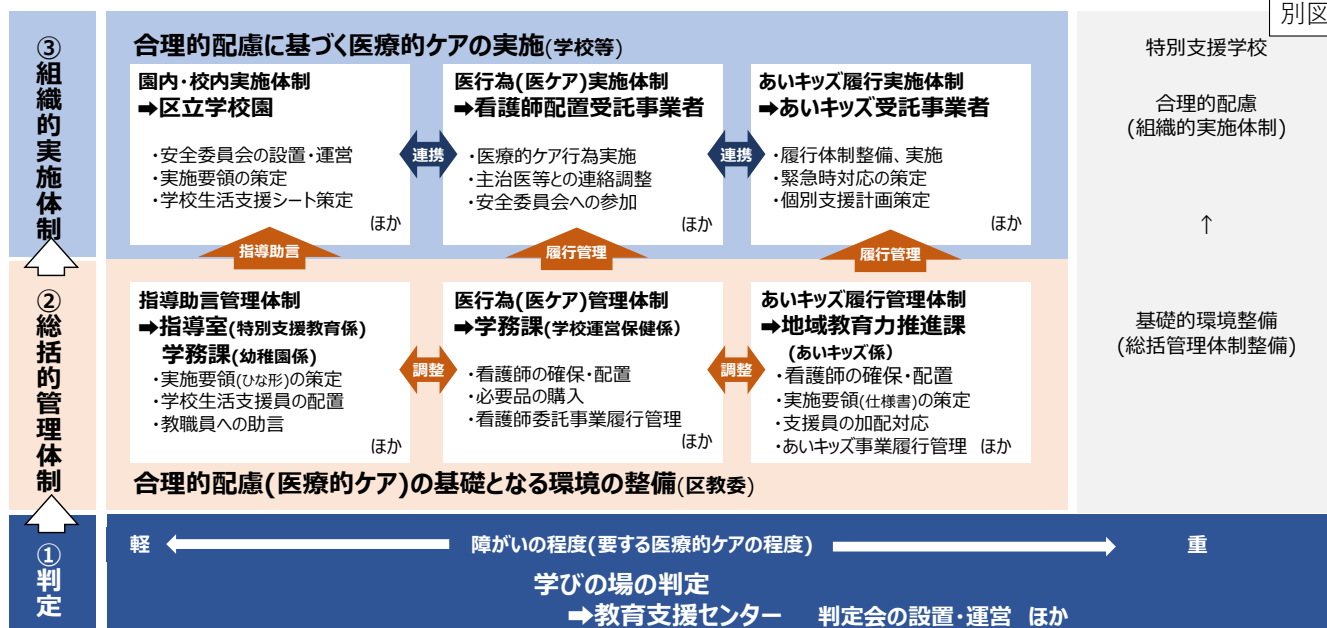 別図
③組織的実施体制
合理的配慮に基づく医療的ケアの実施(学校等)
園内・校内実施体制
➡区立学校園
・安全委員会の設置・運営
・実施要領の策定
・学校生活支援シート策定
ほか
連携
医行為(医ケア)実施体制
➡看護師配置受託事業者
・医療的ケア行為実施
・主治医等との連絡調整
・安全委員会への参加
ほか
連携
あいキッズ履行実施体制
➡あいキッズ受託事業者
・履行体制整備、実施
・緊急時対応の策定
・個別支援計画策定
ほか
特別支援学校
合理的配慮
(組織的実施体制)
↑
基礎的環境整備
(総括管理体制整備)
指導助言
履行管理
履行管理
②総括的管理体制
指導助言管理体制
➡指導室(特別支援教育係)
学務課(幼稚園係)
・実施要領(ひな形)の策定
・学校生活支援員の配置
・教職員への助言
ほか
調整
医行為(医ケア)管理体制
➡学務課(学校運営保健係)
・看護師の確保・配置
・必要品の購入
・看護師委託事業履行管理
ほか
調整
あいキッズ履行管理体制
➡地域教育力推進課
(あいキッズ係)
・看護師の確保・配置
・実施要領(仕様書)の策定
・支援員の加配対応
・あいキッズ事業履行管理 ほか
合理的配慮(医療的ケア)の基礎となる環境の整備(区教委)
①判定
軽 障がいの程度(要する医療的ケアの程度) 重
学びの場の判定
➡教育支援センター 判定会の設置・運営 ほか